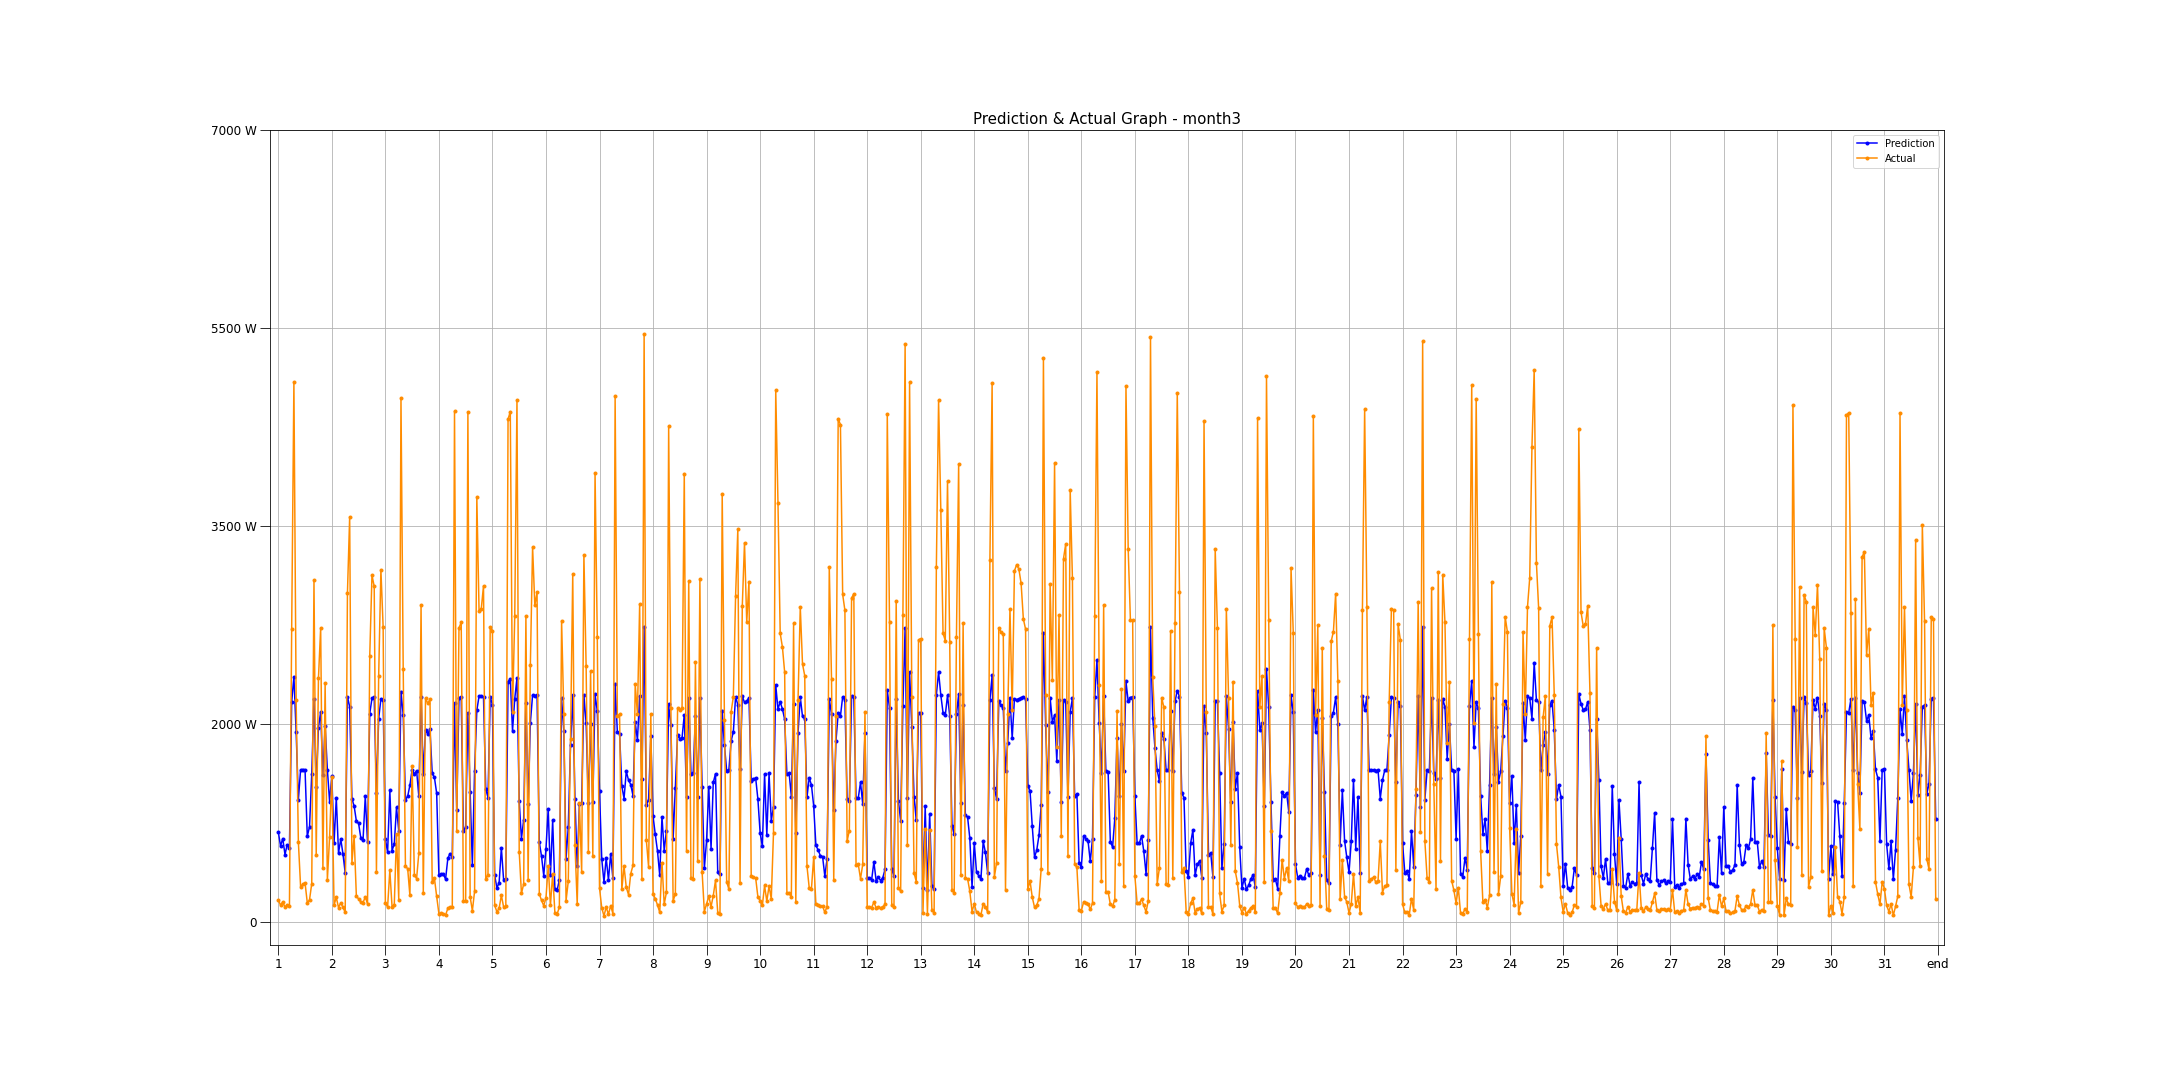 Prediction & Actual Graph - month3
7000 W
5500 W
3500 W
2000 W
0
Prediction
Actual
1 2 3 4 5 6 7 8 9 10 11 12 13 14 15 16 17 18 19 20 21 22 23 24 25 26 27 28 29 30 31 end